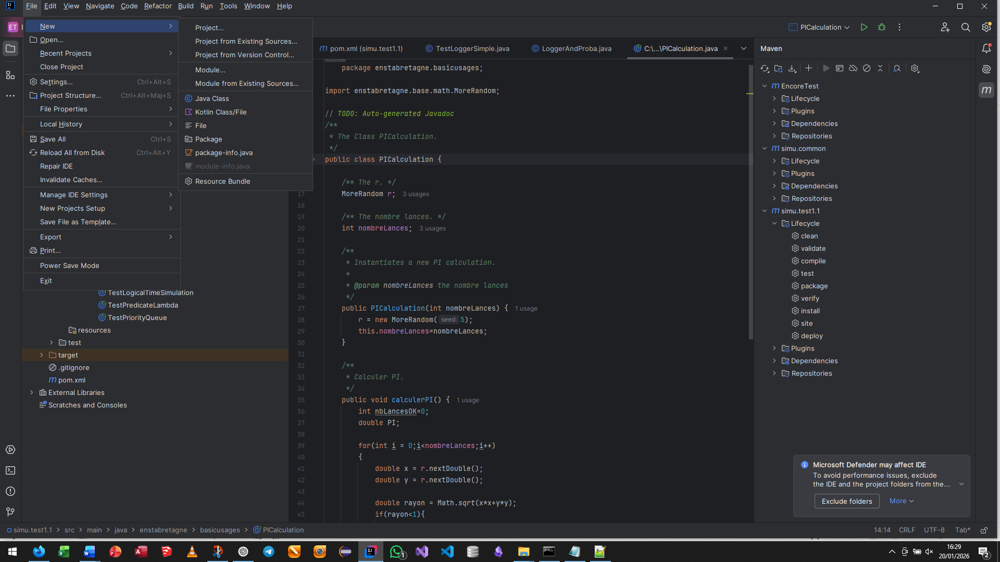 File Edit View Navigate Code Refactor Build Run Tools Window Help
ET
PICalculation
New
Open...
Recent Projects
Close Project
Settings... Ctrl+Alt+S
Project Structure... Ctrl+Alt+Maj+S
File Properties
Local History
Save All Ctrl+S
Reload All from Disk Ctrl+Alt+Y
Repair IDE
Invalidate Caches...
Manage IDE Settings
New Projects Setup
Save File as Template...
Export
Print...
Power Save Mode
Exit
Project...
Project from Existing Sources...
Project from Version Control...
Module...
Module from Existing Sources...
Java Class
Kotlin Class/File
File
Package
package-info.java
module-info.java
Resource Bundle
TestLogicalTimeSimulation
TestPredicateLambda
TestPriorityQueue
resources
test
target
.gitignore
pom.xml
External Libraries
Scratches and Consoles
pom.xml (simu.test1.1) TestLoggerSimple.java LoggerAndProba.java C:\...\PICalculation.java
package enstabretagne.basicusages;
import enstabretagne.base.math.MoreRandom;
// TODO: Auto-generated Javadoc
/**
* The Class PICalculation.
*/
public class PICalculation {
/** The r. */
17 MoreRandom r; 3 usages
18
19 /** The nombre lances. */
20 int nombreLances; 3 usages
21
22 /**
23 * Instantiates a new PI calculation.
24 *
25 * @param nombreLances the nombre lances
26 */
27 public PICalculation(int nombreLances) { 1 usage
28 r = new MoreRandom( seed: 5);
29 this.nombreLances=nombreLances;
30 }
31
32 /**
33 * Calculer PI.
34 */
35 public void calculerPI() { 1 usage
36 int nbLancesOK=0;
37 double PI;
38
39 for(int i = 0;i<nombreLances;i++)
40 {
41 double x = r.nextDouble();
42 double y = r.nextDouble();
43
44 double rayon = Math.sqrt(x*x+y*y);
45 if(rayon<1){
Maven
EncoreTest
Lifecycle
Plugins
Dependencies
Repositories
simu.common
Lifecycle
Plugins
Dependencies
Repositories
simu.test1.1
Lifecycle
clean
validate
compile
test
package
verify
install
site
deploy
Plugins
Dependencies
Repositories
Microsoft Defender may affect IDE
To avoid performance issues, exclude
the IDE and the project folders from the...
Exclude folders More
simu.test1.1 > src > main > java > enstabretagne > basicusages > PICalculation
14:14 CRLF UTF-8 Tab*
1
16:29
20/01/2026
2